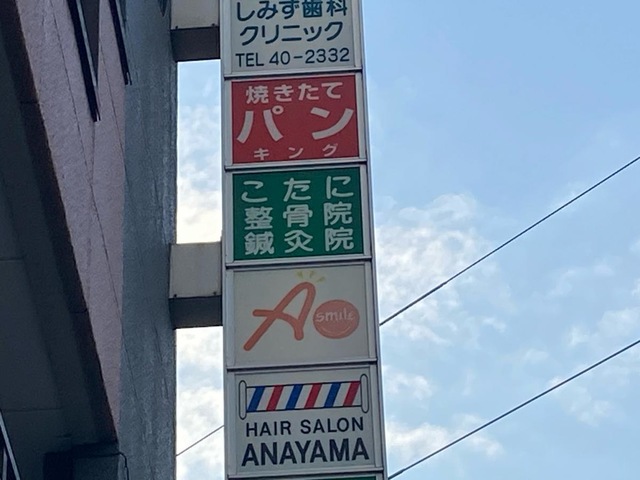 しみず歯科
クリニック
TEL 40-2332
焼きたて
パン
キング
こたに
整骨院
鍼灸院
A smile
HAIR SALON
ANAYAMA